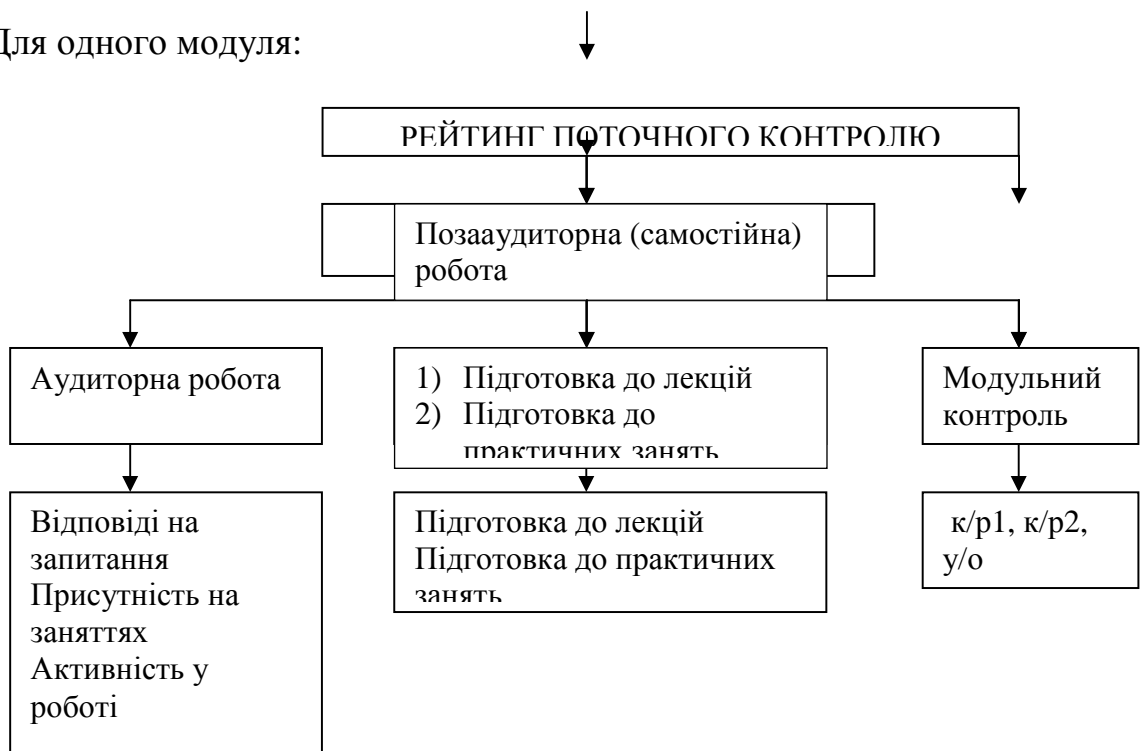 Для одного модуля:
РЕЙТИНГ ПОТОЧНОГО КОНТРОЛЮ
Позааудиторна (самостійна)
робота
Аудиторна робота
1) Підготовка до лекцій
2) Підготовка до
практичних занять
Модульний
контроль
Відповіді на
запитання
Присутність на
заняттях
Активність у
роботі
Підготовка до лекцій
Підготовка до практичних
занять
к/р1, к/р2,
у/о